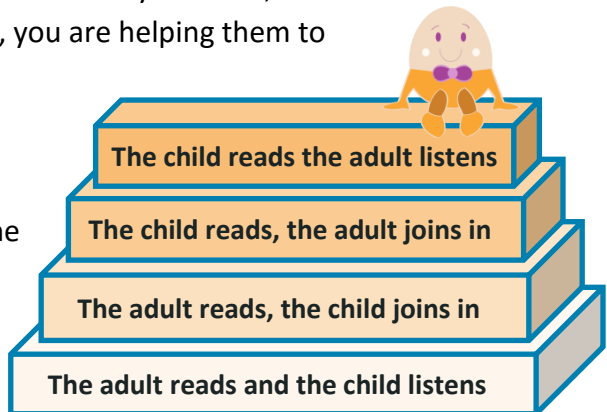 , you are helping them to
The child reads the adult listens
The child reads, the adult joins in
The adult reads, the child joins in
The adult reads and the child listens